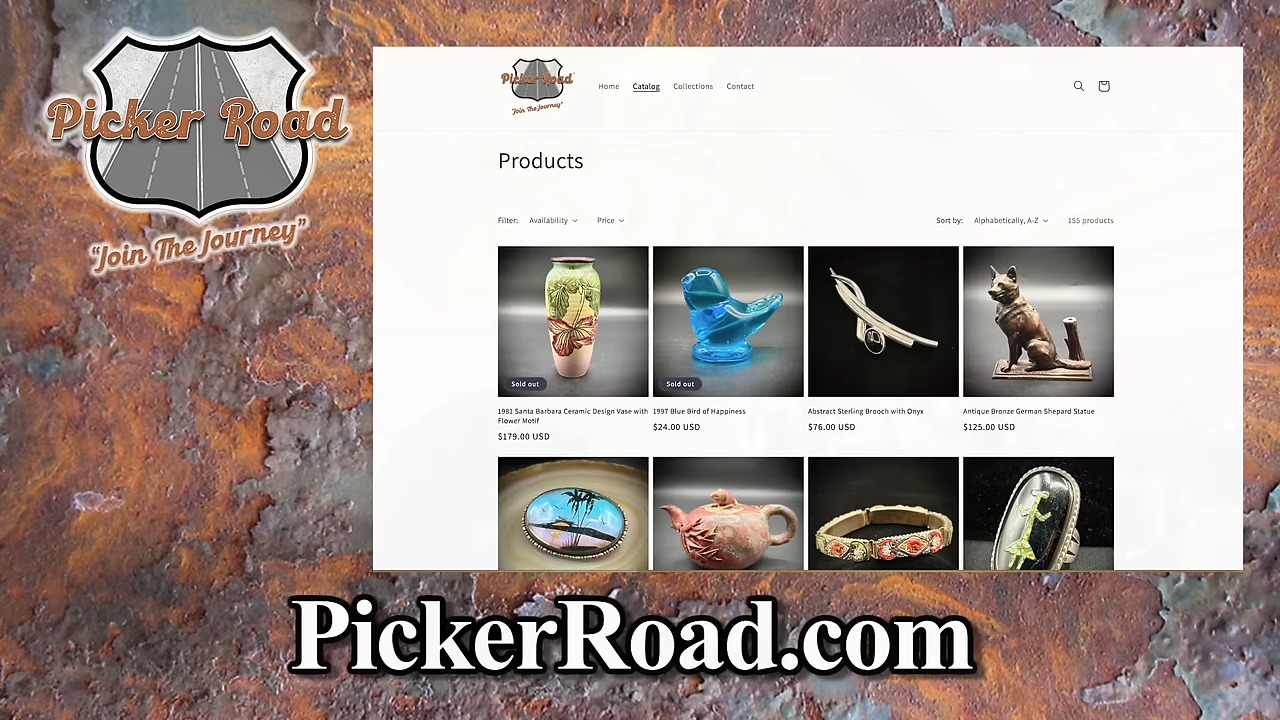 Picker Road
"Join The Journey"
Picker Road
"Join The Journey"
Home Catalog Collections Contact
Products
Filter: Availability Price
Sort by: Alphabetically, A-Z 155 products
Sold out
Sold out
1981 Santa Barbara Ceramic Design Vase with
Flower Motif
$179.00 USD
1997 Blue Bird of Happiness
$24.00 USD
Abstract Sterling Brooch with Onyx
$76.00 USD
Antique Bronze German Shepard Statue
$125.00 USD
PickerRoad.com